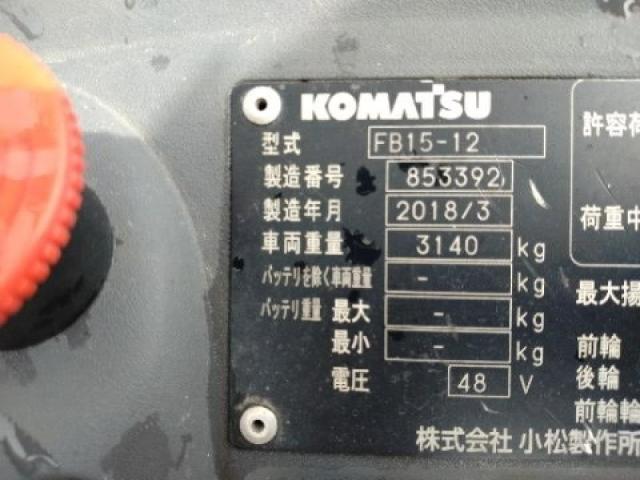 KOMATSU
型式 FB15-12
製造番号 853392
製造年月 2018/3
車両重量 3140 kg
バッテリを除く車両重量 - kg
バッテリ重量 最大 - kg
最小 - kg
電圧 48 V
許容荷
荷重中
最大揚
前輪
後輪
前輪輪
株式会社 小松製作所